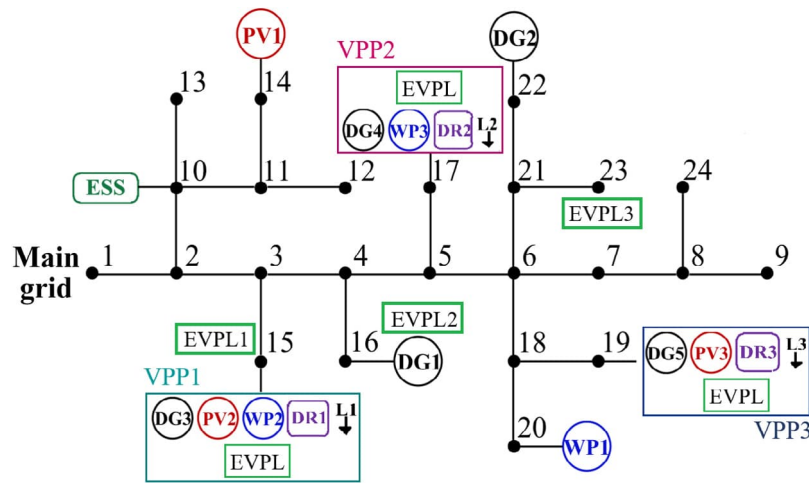 PV1
DG2
VPP2
13
14
22
EVPL
DG4
WP3
DR2
L2
ESS
10
11
12
17
21
23
24
EVPL3
Main
grid
1
2
3
4
5
6
7
8
9
EVPL1
15
EVPL2
16
DG1
18
19
DG5
PV3
DR3
L3
EVPL
VPP3
VPP1
DG3
PV2
WP2
DR1
L1
EVPL
20
WP1